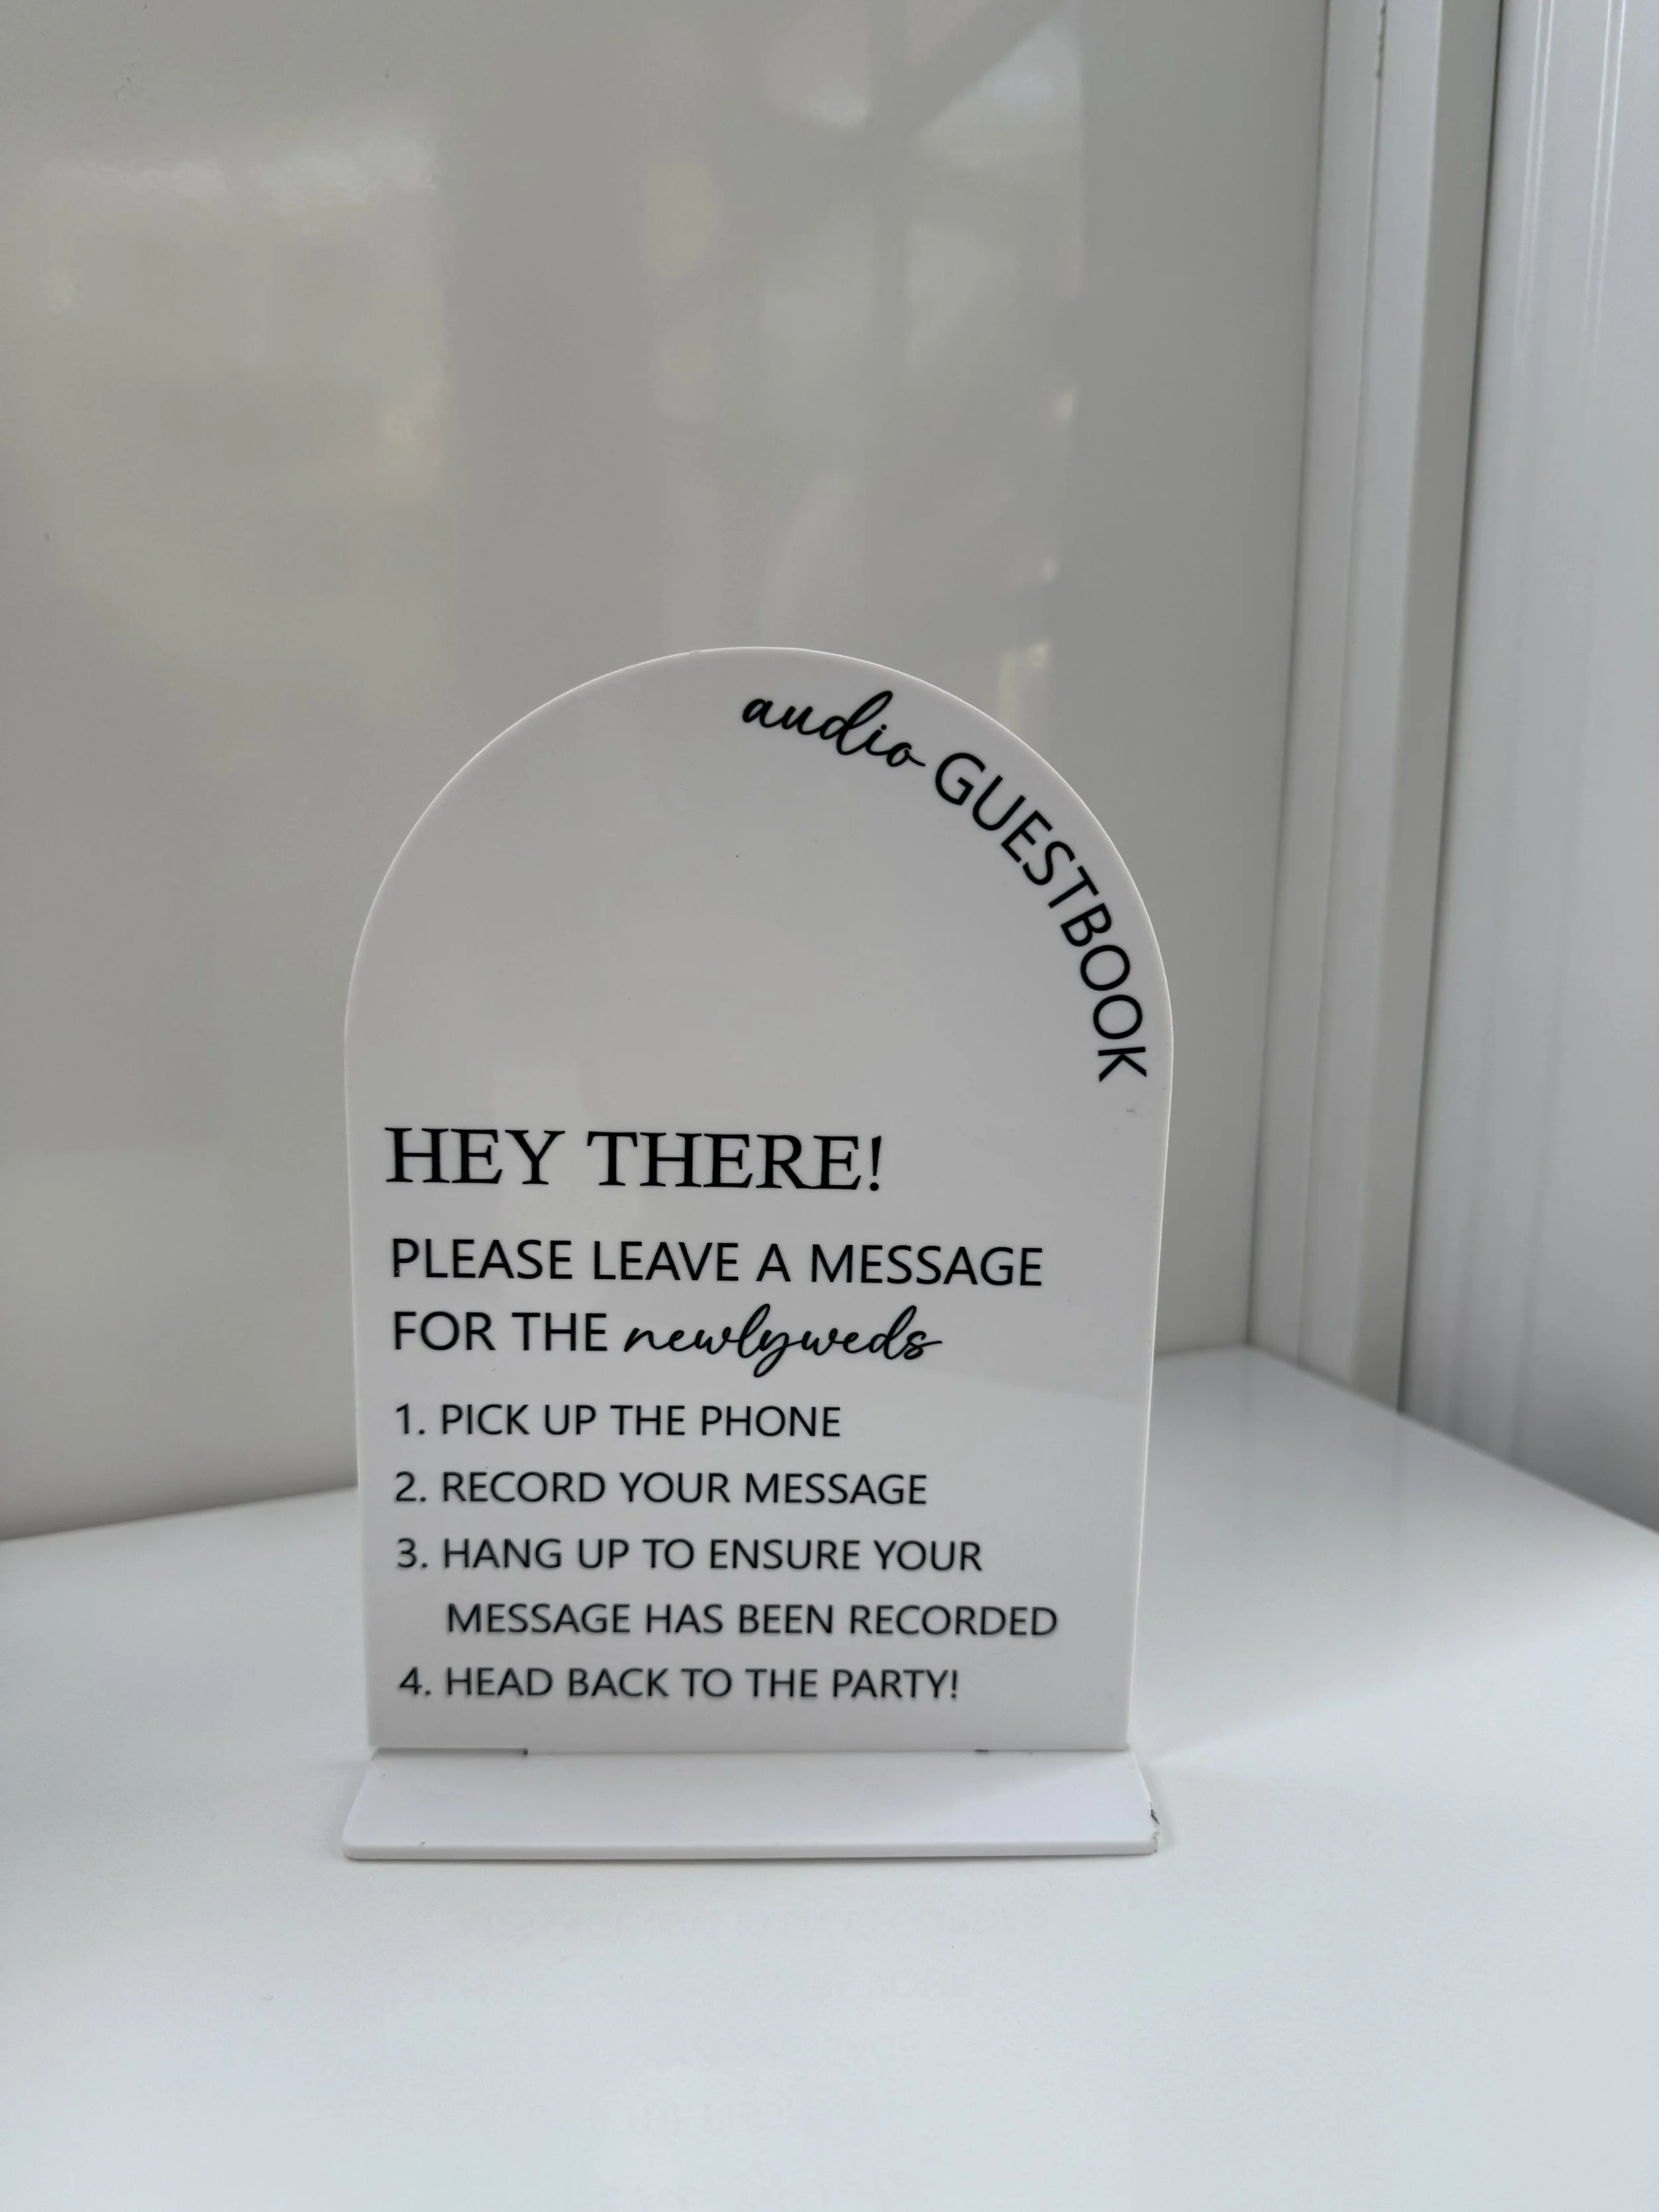 audio GUESTBOOK
HEY THERE!
PLEASE LEAVE A MESSAGE
FOR THE newlyweds
1. PICK UP THE PHONE
2. RECORD YOUR MESSAGE
3. HANG UP TO ENSURE YOUR
MESSAGE HAS BEEN RECORDED
4. HEAD BACK TO THE PARTY!